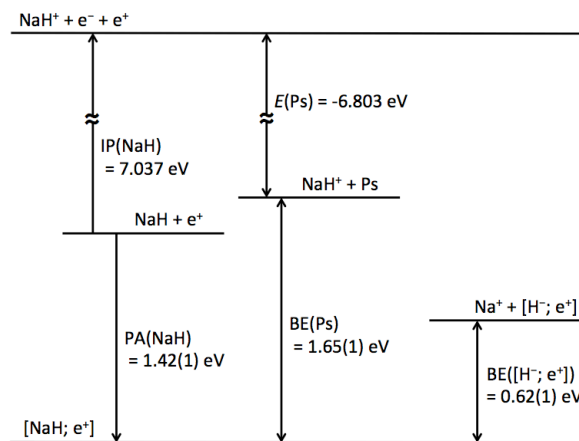 NaH⁺ + e⁻ + e⁺
E(Ps) = -6.803 eV
IP(NaH)
= 7.037 eV
NaH⁺ + Ps
NaH + e⁺
Na⁺ + [H⁻; e⁺]
PA(NaH)
= 1.42(1) eV
BE(Ps)
= 1.65(1) eV
BE([H⁻; e⁺])
= 0.62(1) eV
[NaH; e⁺]